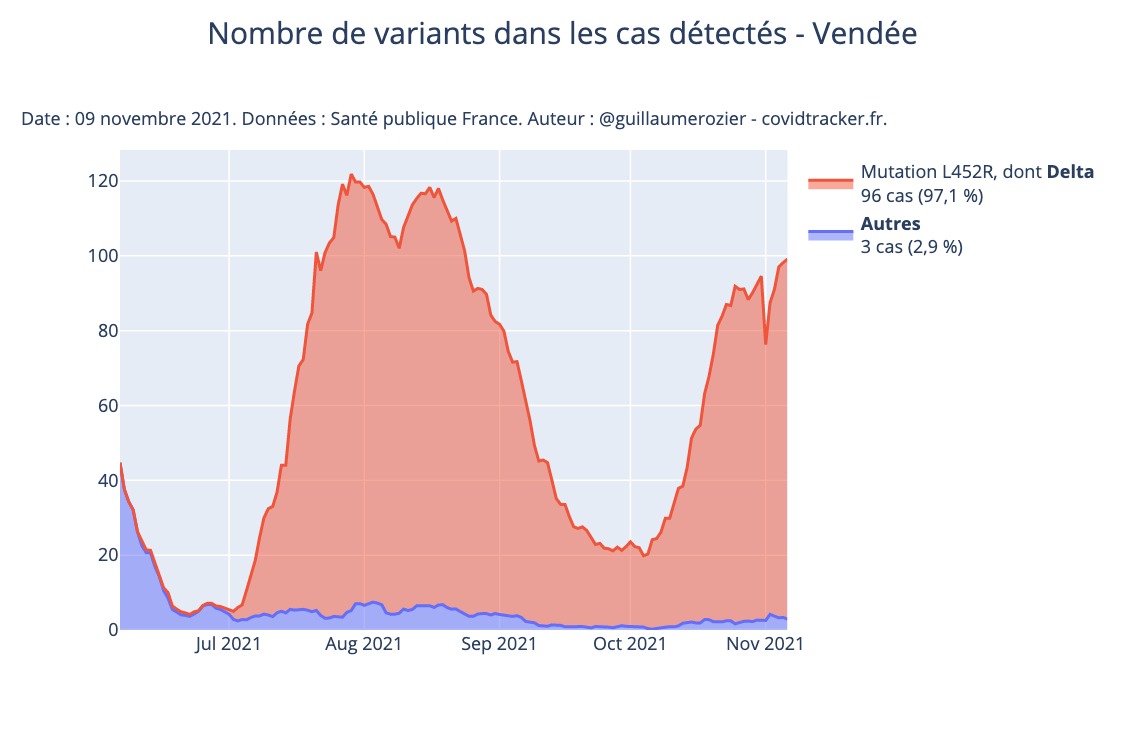 Nombre de variants dans les cas détectés - Vendée
Date : 09 novembre 2021. Données : Santé publique France. Auteur : @guillaumerozier - covidtracker.fr.
120
100
80
60
40
20
0
Jul 2021
Aug 2021
Sep 2021
Oct 2021
Nov 2021
Mutation L452R, dont Delta
96 cas (97,1 %)
Autres
3 cas (2,9 %)